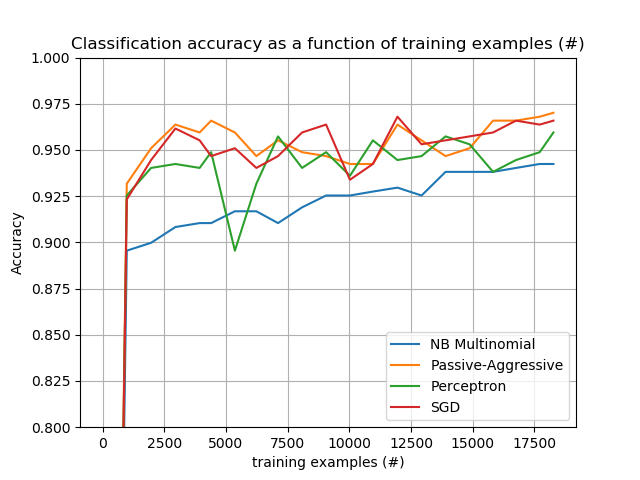 Classification accuracy as a function of training examples (#)
1.000
0.975
0.950
0.925
0.900
0.875
0.850
0.825
0.800
Accuracy
NB Multinomial
Passive-Aggressive
Perceptron
SGD
0 2500 5000 7500 10000 12500 15000 17500
training examples (#)